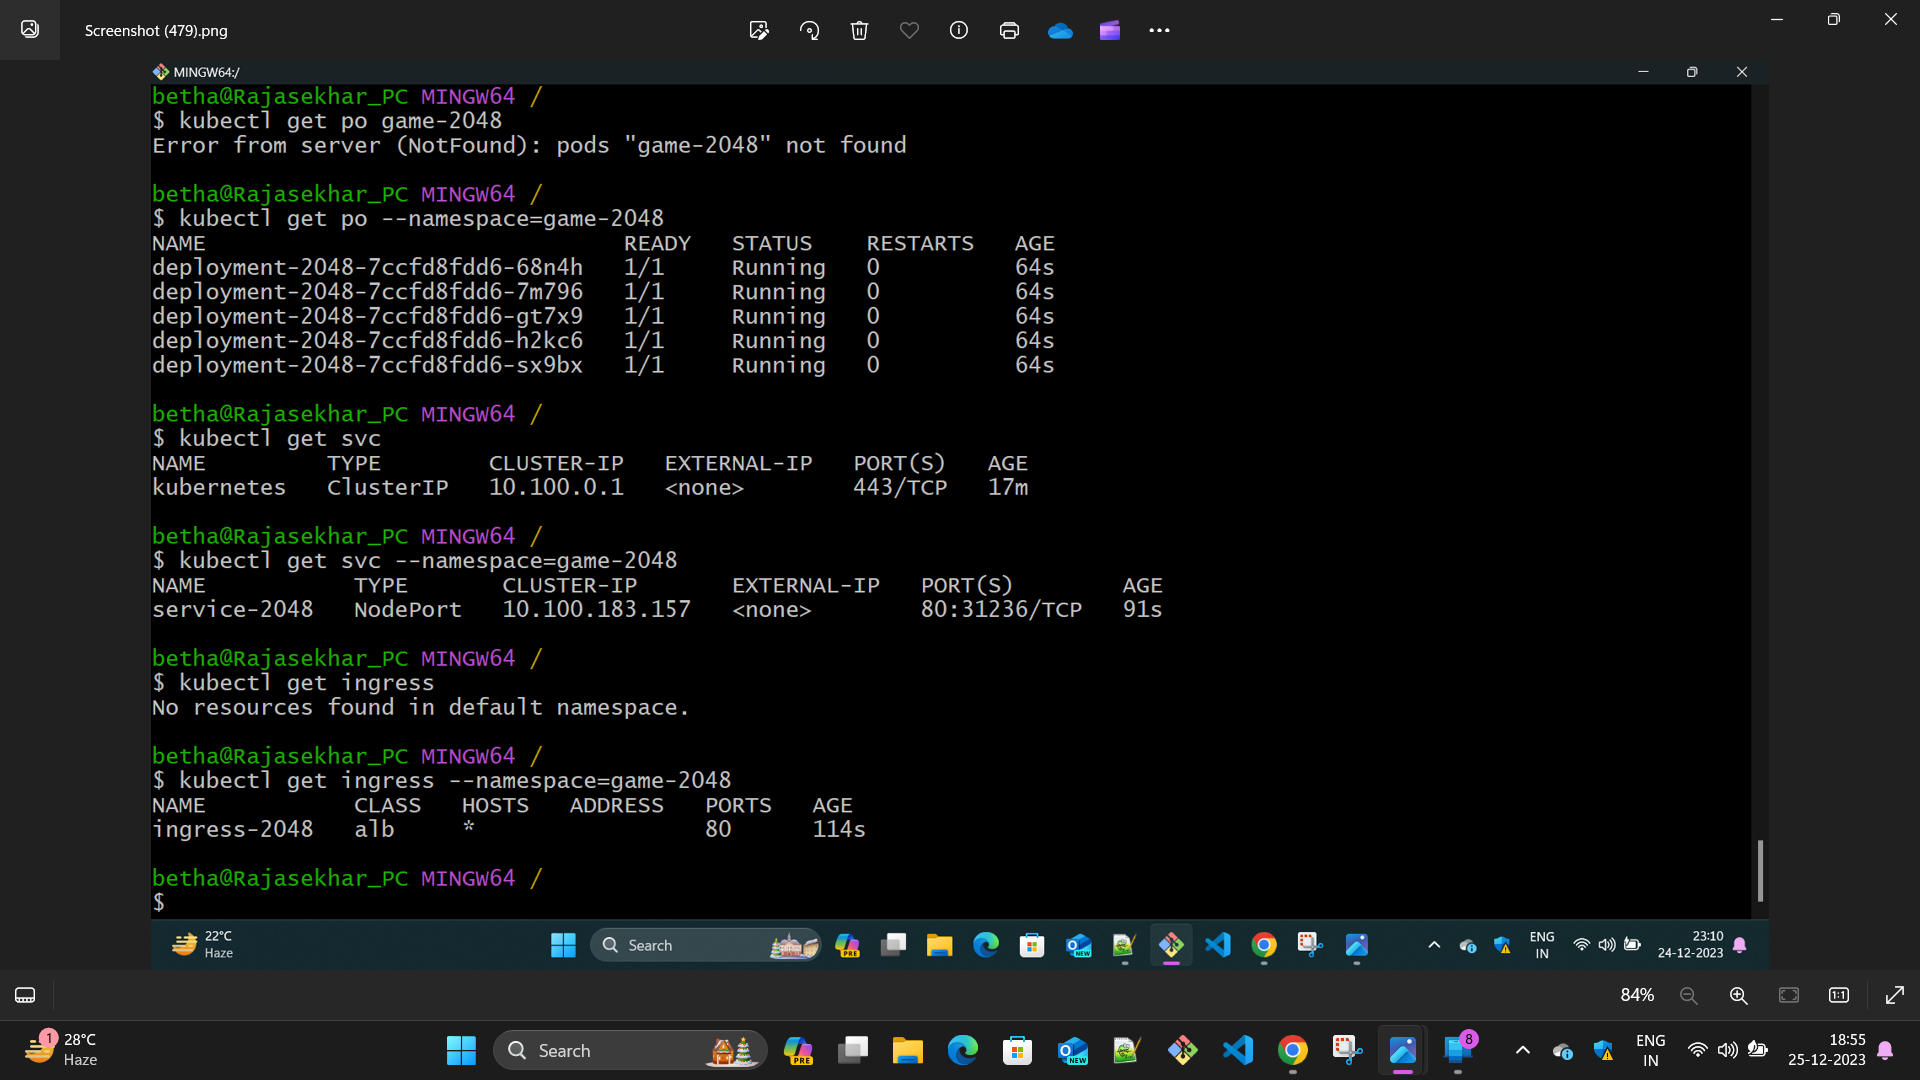 Screenshot (479).png
MINGW64:/
betha@Rajasekhar_PC MINGW64 /
$ kubectl get po game-2048
Error from server (NotFound): pods "game-2048" not found
betha@Rajasekhar_PC MINGW64 /
$ kubectl get po --namespace=game-2048
NAME READY STATUS RESTARTS AGE
deployment-2048-7ccfd8fdd6-68n4h 1/1 Running 0 64s
deployment-2048-7ccfd8fdd6-7m796 1/1 Running 0 64s
deployment-2048-7ccfd8fdd6-gt7x9 1/1 Running 0 64s
deployment-2048-7ccfd8fdd6-h2kc6 1/1 Running 0 64s
deployment-2048-7ccfd8fdd6-sx9bx 1/1 Running 0 64s
betha@Rajasekhar_PC MINGW64 /
$ kubectl get svc
NAME TYPE CLUSTER-IP EXTERNAL-IP PORT(S) AGE
kubernetes ClusterIP 10.100.0.1 <none> 443/TCP 17m
betha@Rajasekhar_PC MINGW64 /
$ kubectl get svc --namespace=game-2048
NAME TYPE CLUSTER-IP EXTERNAL-IP PORT(S) AGE
service-2048 NodePort 10.100.183.157 <none> 80:31236/TCP 91s
betha@Rajasekhar_PC MINGW64 /
$ kubectl get ingress
No resources found in default namespace.
betha@Rajasekhar_PC MINGW64 /
$ kubectl get ingress --namespace=game-2048
NAME CLASS HOSTS ADDRESS PORTS AGE
ingress-2048 alb * 80 114s
betha@Rajasekhar_PC MINGW64 /
$
22°C
Haze
Search
PRE
NEW
ENG
IN
23:10
24-12-2023
84%
1:1
1
28°C
Haze
Search
PRE
NEW
8
ENG
IN
18:55
25-12-2023